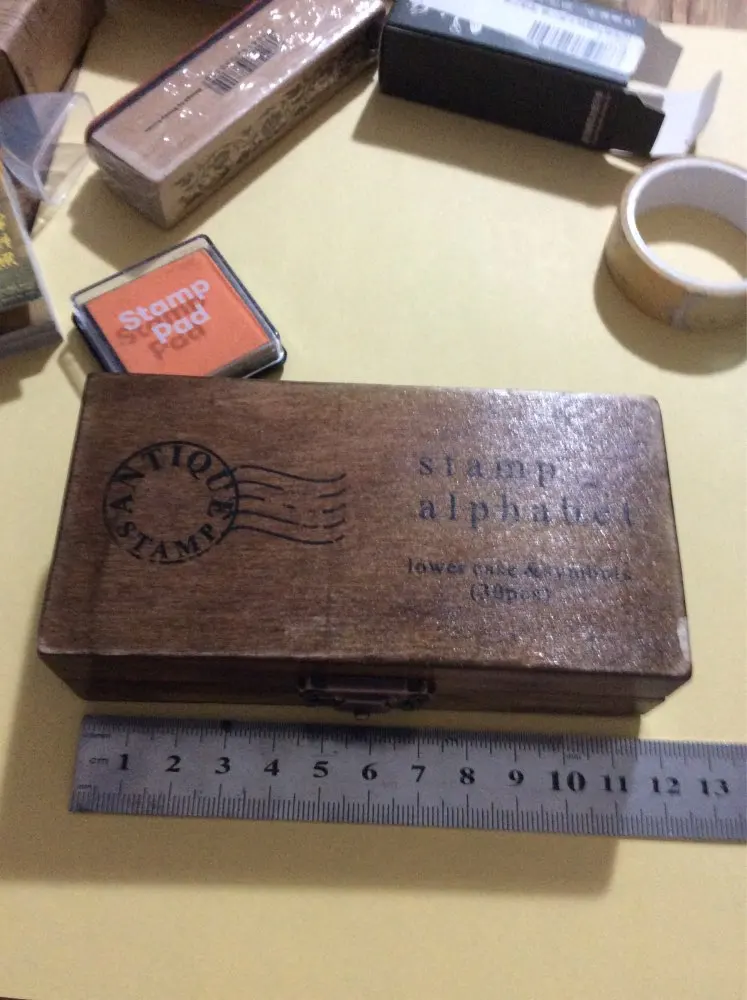 Stamp
Pad
ANTIQUE
STAMP
stamp
alphabet
lower case & symbols
(30pcs)
cm 1 2 3 4 5 6 7 8 9 10 11 12 13